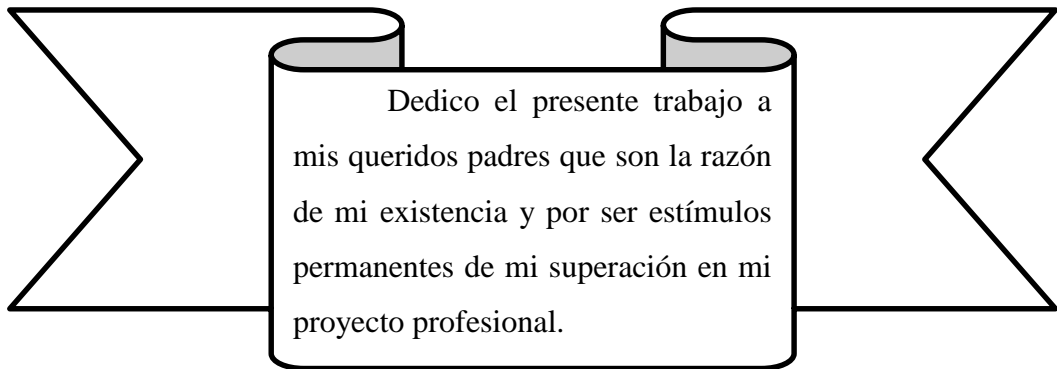 Dedico el presente trabajo a
mis queridos padres que son la razón
de mi existencia y por ser estímulos
permanentes de mi superación en mi
proyecto profesional.